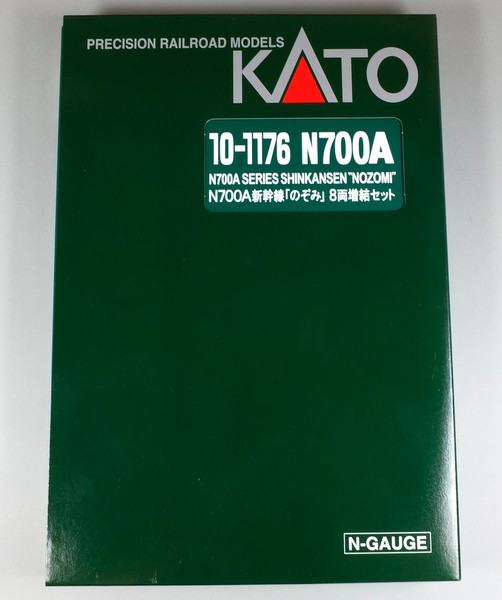 PRECISION RAILROAD MODELS
KATO
10-1176 N700A
N700A SERIES SHINKANSEN "NOZOMI"
N700A新幹線「のぞみ」 8両増結セット
N-GAUGE